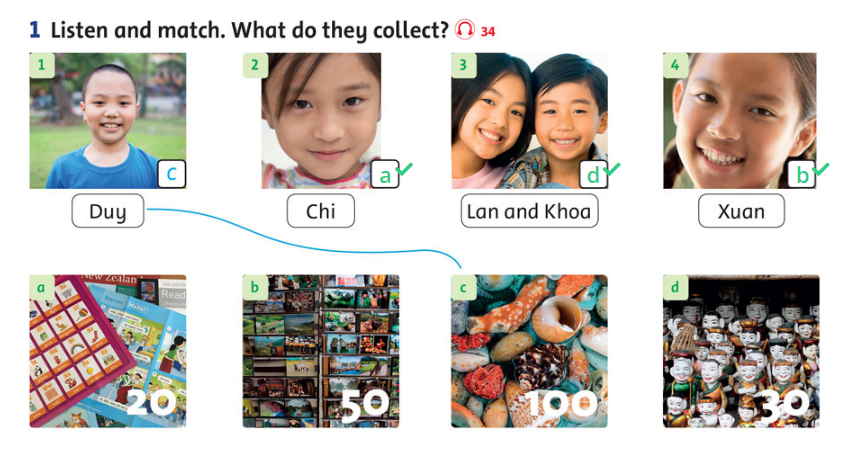 1 Listen and match. What do they collect? 34
1 2 3 4
c a d b
Duy Chi Lan and Khoa Xuan
a b c d
New Zealand
Read
Hello!
20 50 100 30